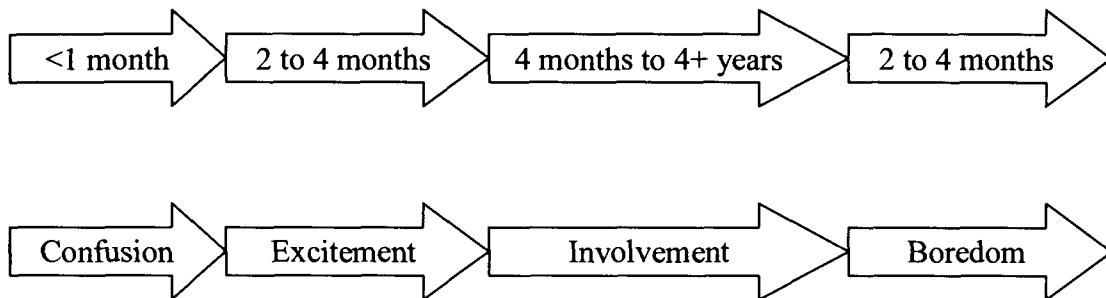 <1 month 2 to 4 months 4 months to 4+ years 2 to 4 months
Confusion Excitement Involvement Boredom